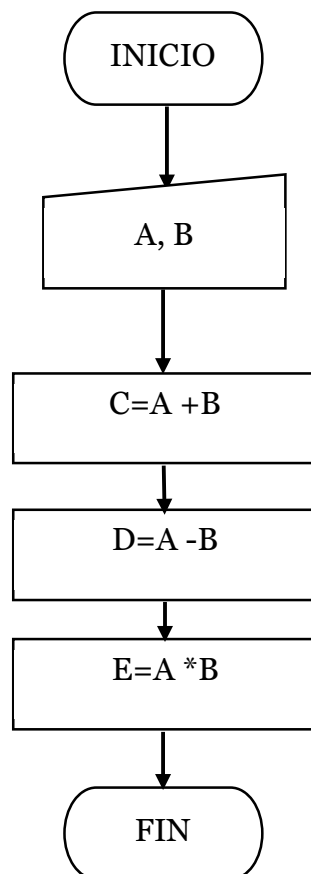 INICIO
A, B
C=A +B
D=A -B
E=A *B
FIN